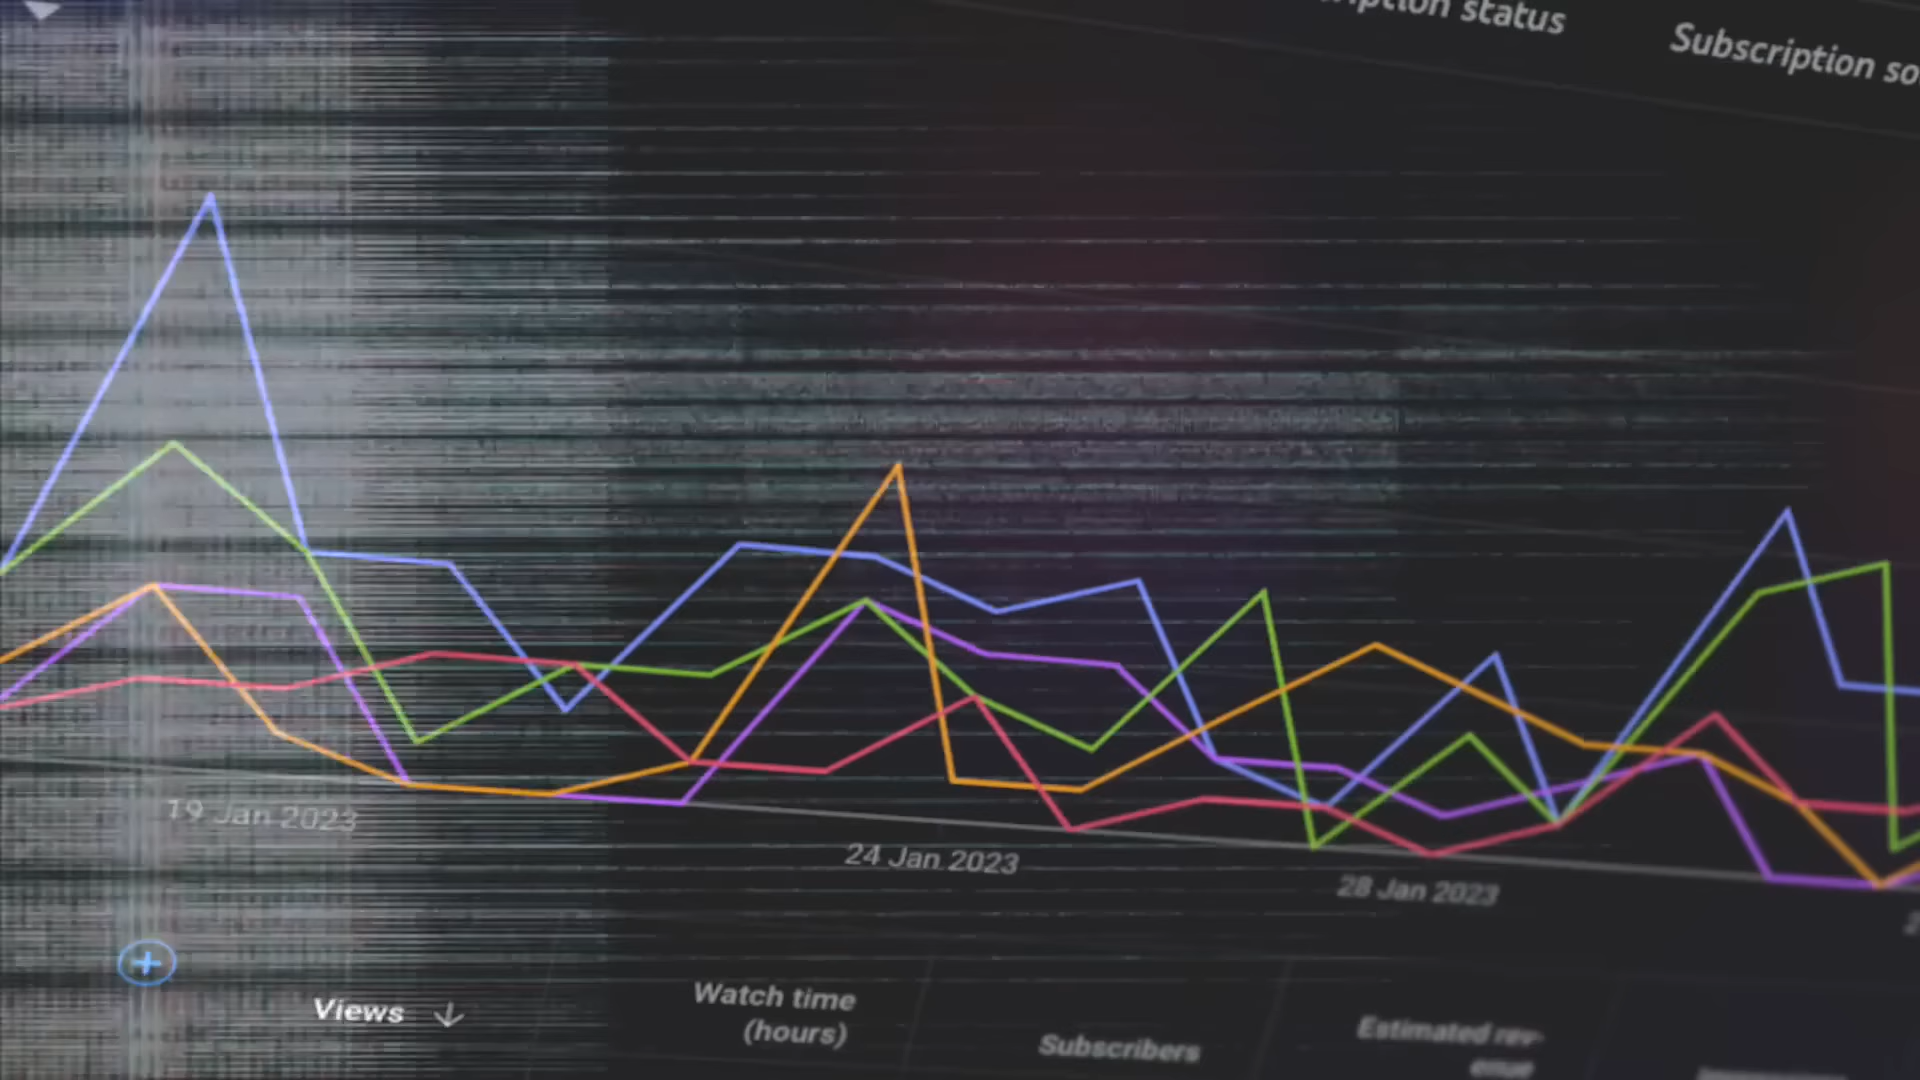 ption status
Subscription so
19 Jan 2023
24 Jan 2023
28 Jan 2023
Views
Watch time
(hours)
Subscribers
Estimated rev-
enue